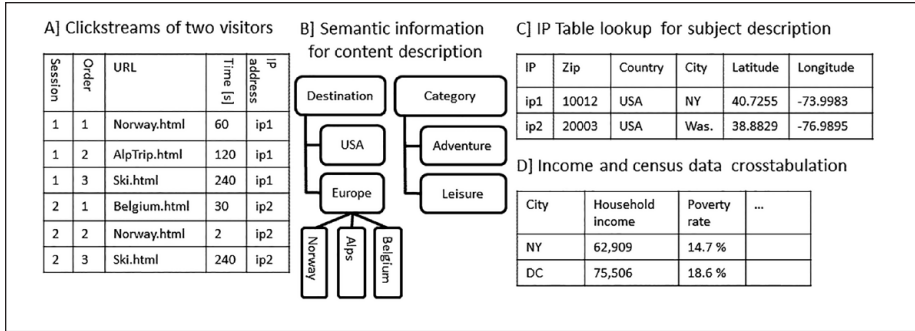 A] Clickstreams of two visitors
Session Order URL Time [s] IP address
1 1 Norway.html 60 ip1
1 2 AlpTrip.html 120 ip1
1 3 Ski.html 240 ip1
2 1 Belgium.html 30 ip2
2 2 Norway.html 2 ip2
2 3 Ski.html 240 ip2
B] Semantic information
for content description
Destination
USA
Europe
Norway
Alps
Belgium
Category
Adventure
Leisure
C] IP Table lookup for subject description
IP Zip Country City Latitude Longitude
ip1 10012 USA NY 40.7255 -73.9983
ip2 20003 USA Was. 38.8829 -76.9895
D] Income and census data crosstabulation
City Household income Poverty rate ...
NY 62,909 14.7 %
DC 75,506 18.6 %